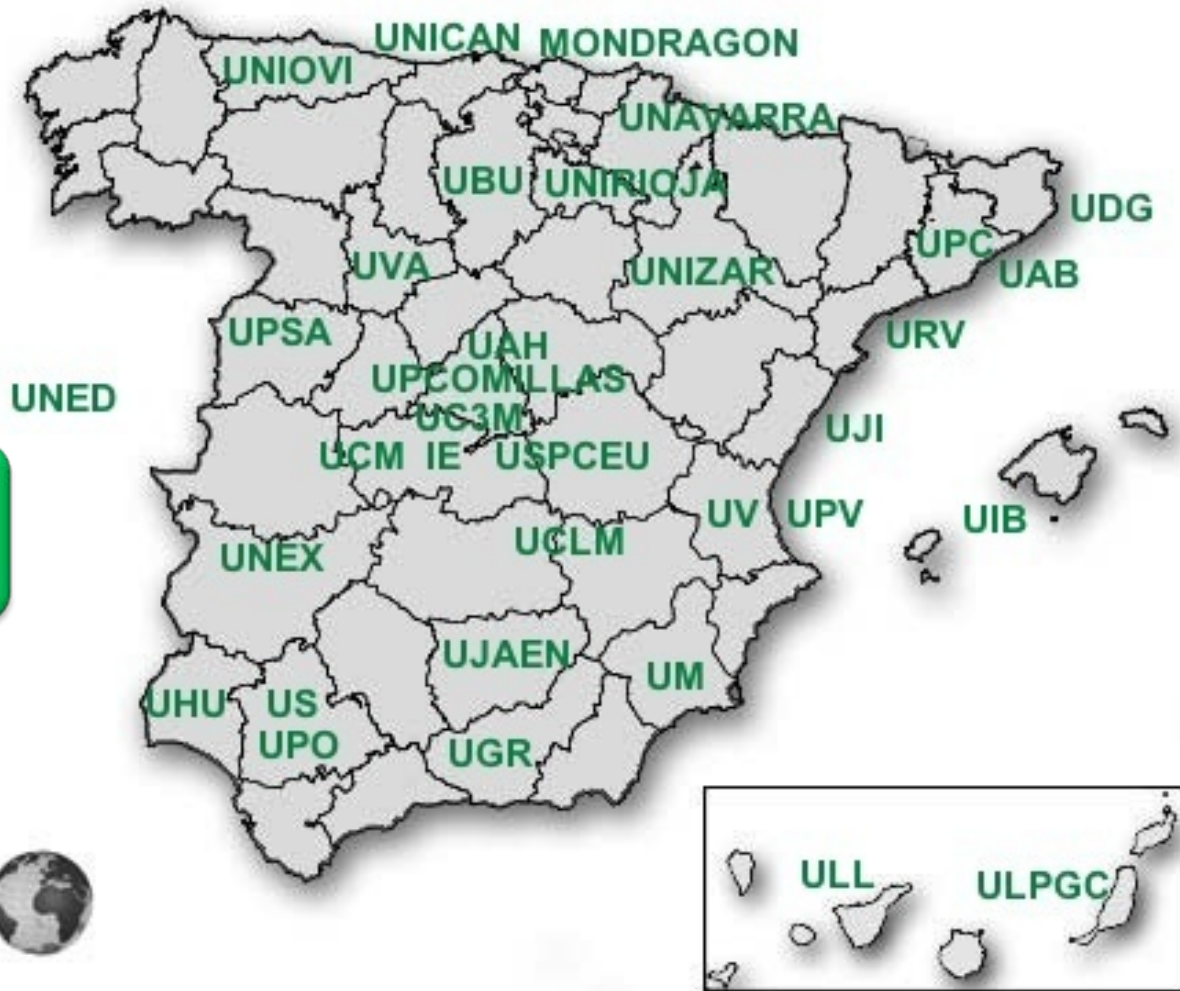 UNICAN MONDRAGON
UNIOVI
UNAVARRA
UBU UNIRIOJA
UDG
UPC
UVA UNIZAR UAB
UPSA UAH URV
UPCOMILLAS
UNED
UC3M UJI
UCM IE USPCEU
UV UPV UIB
UCLM
UNEX
UJAEN
UM
UHU US
UPO UGR
ULL ULPGC